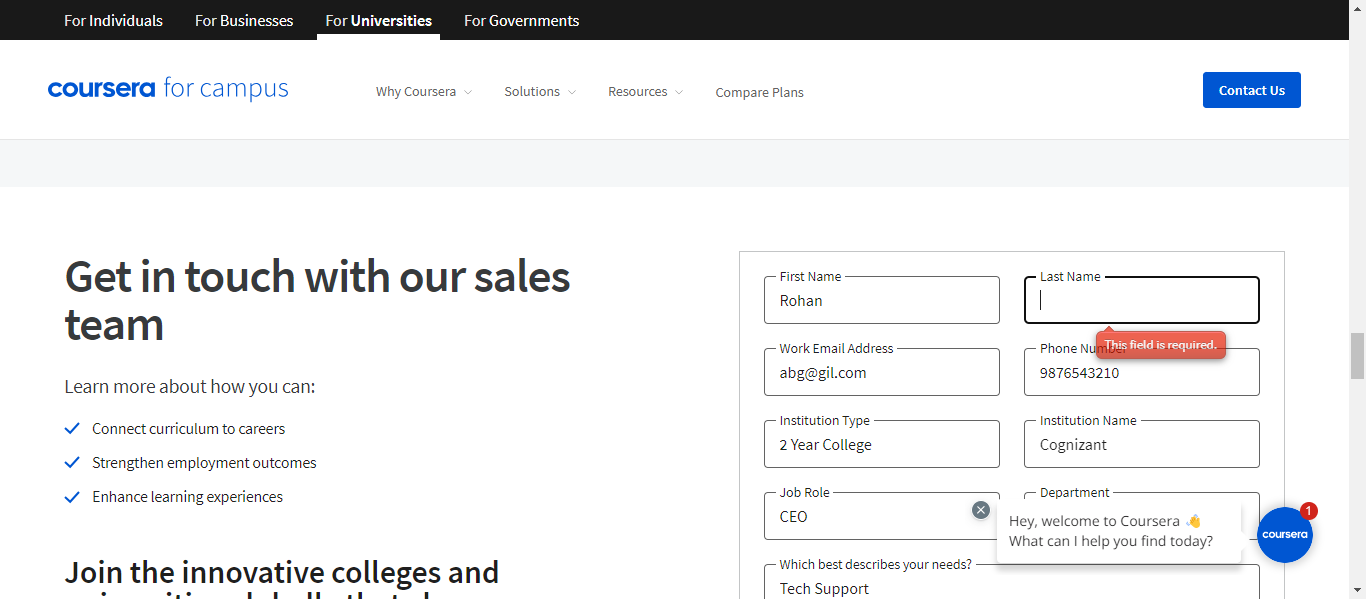 For Individuals For Businesses For Universities For Governments
coursera for campus Why Coursera Solutions Resources Compare Plans Contact Us
Get in touch with our sales
team
Learn more about how you can:
Connect curriculum to careers
Strengthen employment outcomes
Enhance learning experiences
Join the innovative colleges and
First Name
Rohan
Last Name
This field is required.
Work Email Address
abg@gil.com
Phone Number
9876543210
Institution Type
2 Year College
Institution Name
Cognizant
Job Role
CEO
Department
Hey, welcome to Coursera 👋
What can I help you find today?
coursera
1
Which best describes your needs?
Tech Support